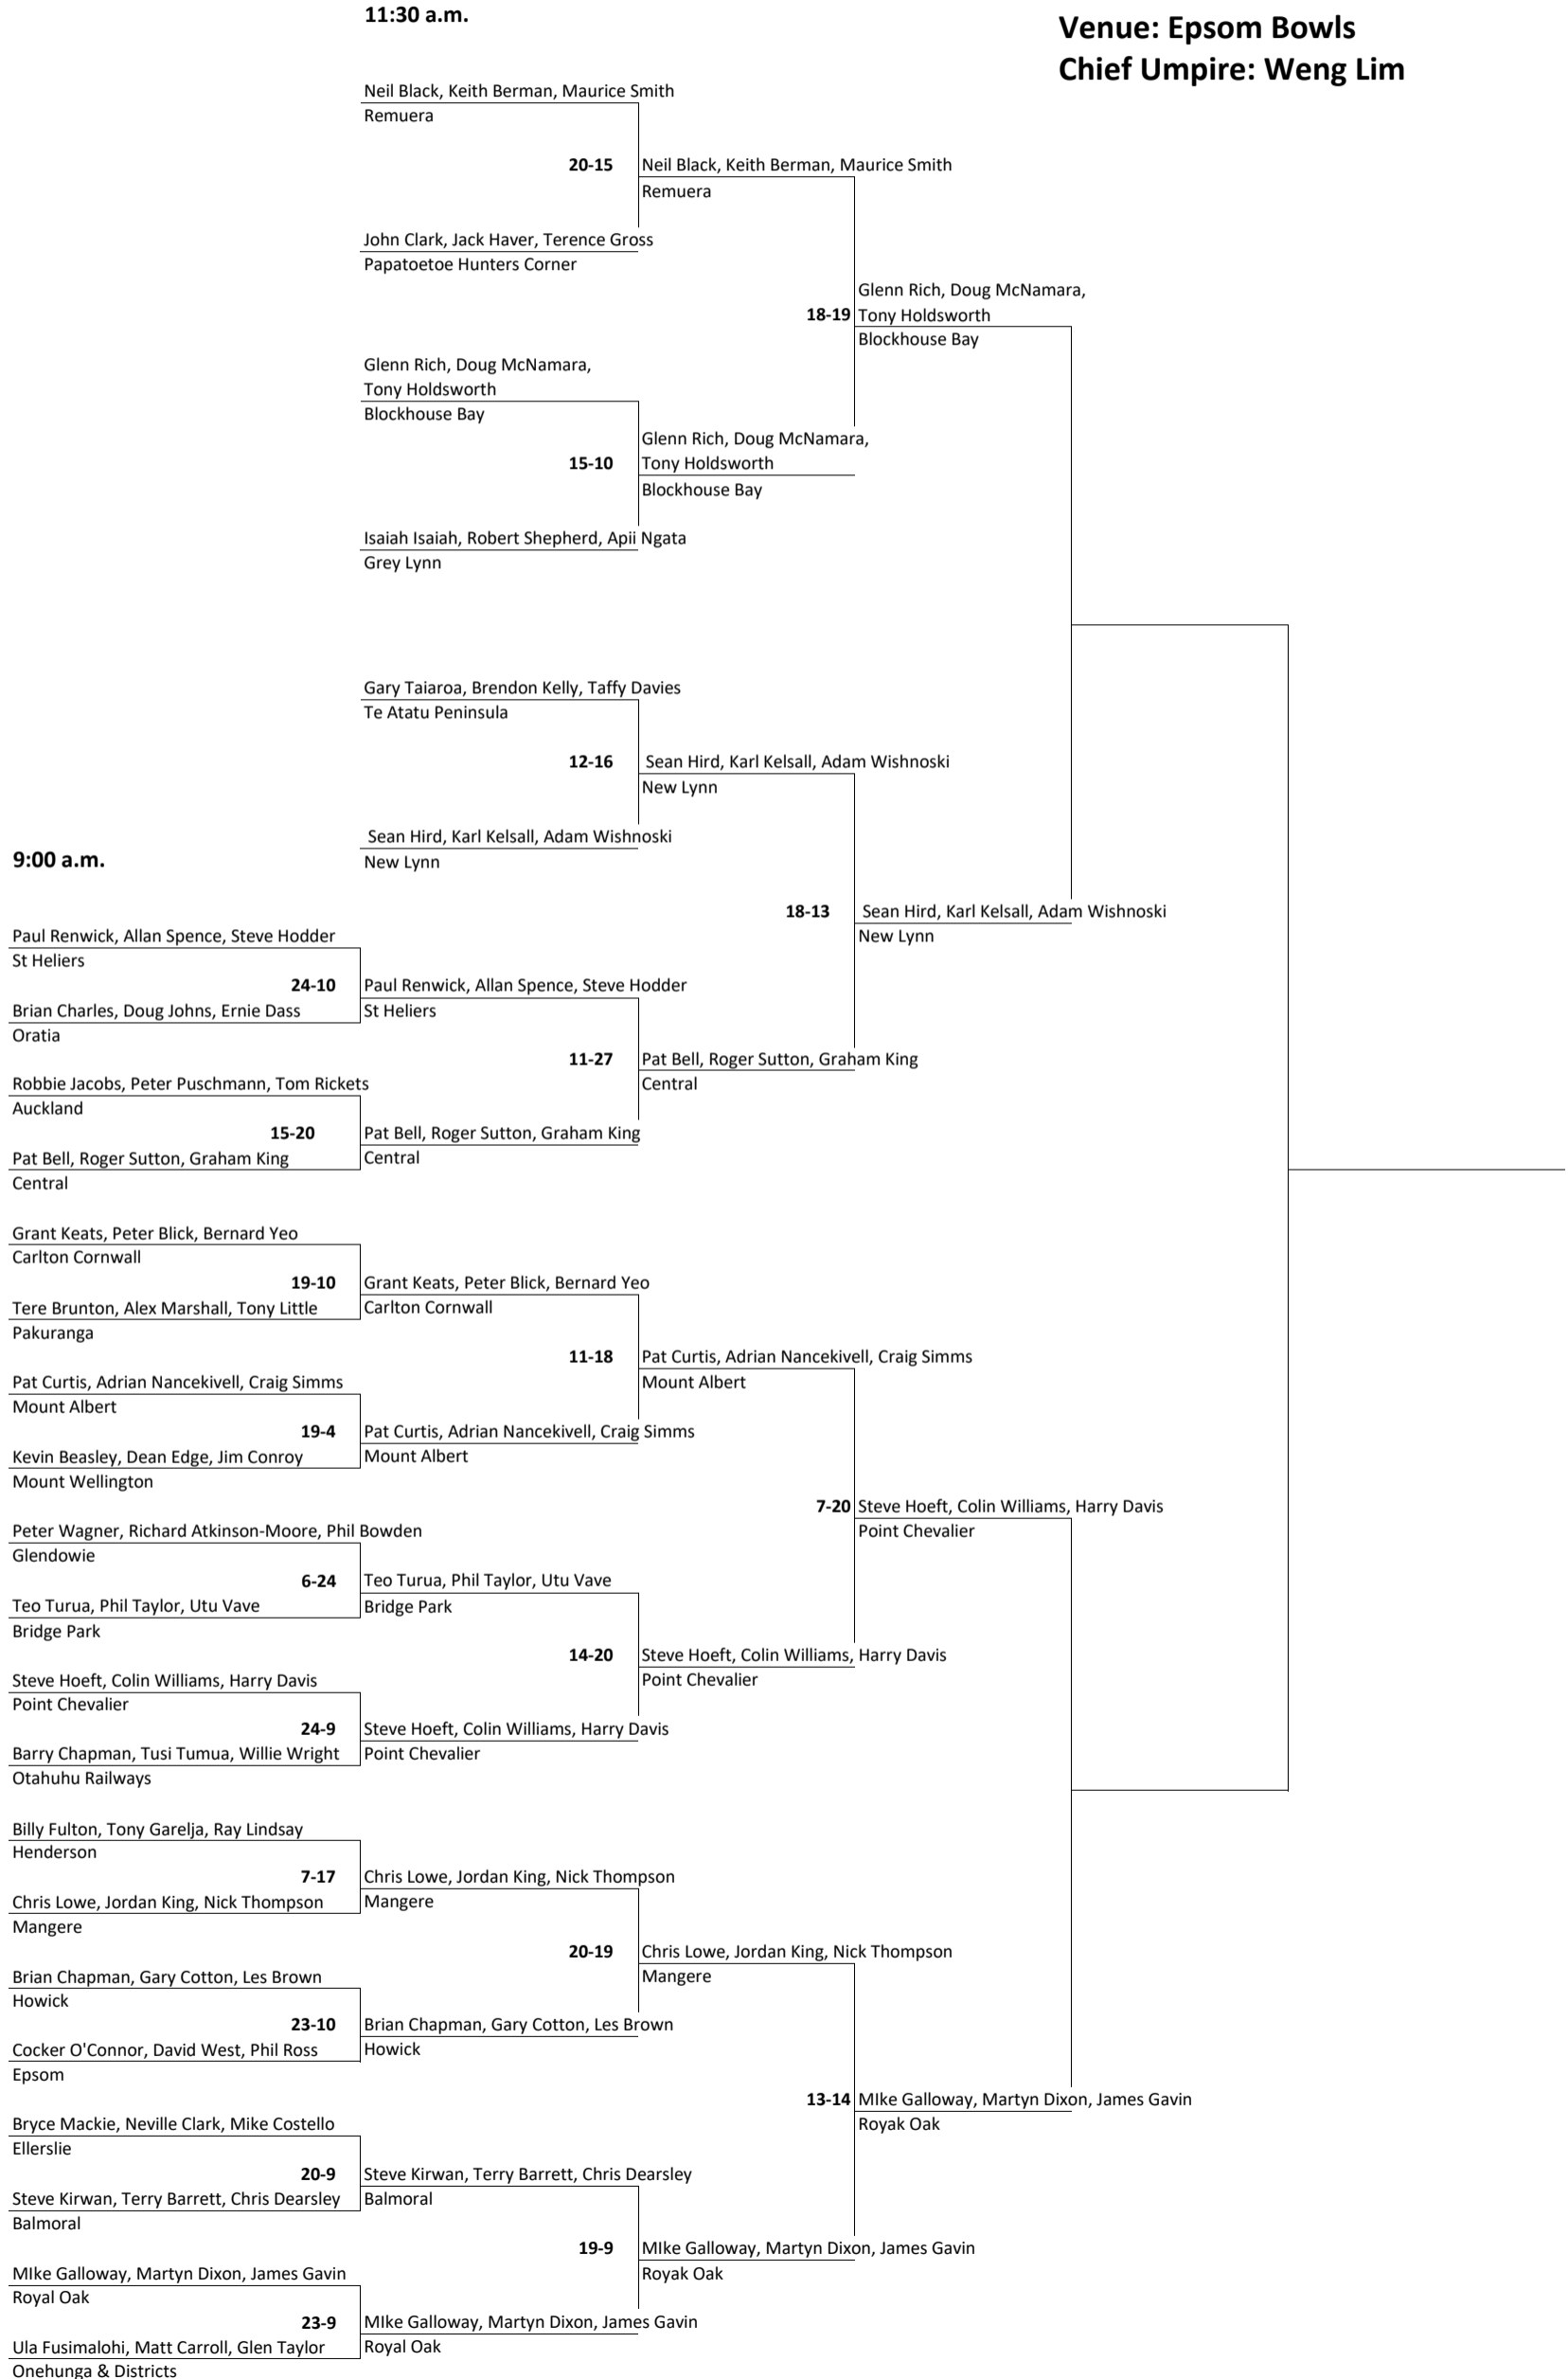 11:30 a.m.
Venue: Epsom Bowls
Chief Umpire: Weng Lim
Neil Black, Keith Berman, Maurice Smith
Remuera
20-15
Neil Black, Keith Berman, Maurice Smith
Remuera
John Clark, Jack Haver, Terence Gross
Papatoetoe Hunters Corner
18-19
Glenn Rich, Doug McNamara,
Tony Holdsworth
Blockhouse Bay
Glenn Rich, Doug McNamara,
Tony Holdsworth
Blockhouse Bay
15-10
Glenn Rich, Doug McNamara,
Tony Holdsworth
Blockhouse Bay
Isaiah Isaiah, Robert Shepherd, Apii Ngata
Grey Lynn
Gary Taiaroa, Brendon Kelly, Taffy Davies
Te Atatu Peninsula
12-16
Sean Hird, Karl Kelsall, Adam Wishnoski
New Lynn
Sean Hird, Karl Kelsall, Adam Wishnoski
New Lynn
9:00 a.m.
18-13
Sean Hird, Karl Kelsall, Adam Wishnoski
New Lynn
Paul Renwick, Allan Spence, Steve Hodder
St Heliers
24-10
Paul Renwick, Allan Spence, Steve Hodder
St Heliers
Brian Charles, Doug Johns, Ernie Dass
Oratia
11-27
Pat Bell, Roger Sutton, Graham King
Central
Robbie Jacobs, Peter Puschmann, Tom Rickets
Auckland
15-20
Pat Bell, Roger Sutton, Graham King
Central
Pat Bell, Roger Sutton, Graham King
Central
Grant Keats, Peter Blick, Bernard Yeo
Carlton Cornwall
19-10
Grant Keats, Peter Blick, Bernard Yeo
Carlton Cornwall
Tere Brunton, Alex Marshall, Tony Little
Pakuranga
11-18
Pat Curtis, Adrian Nancekivell, Craig Simms
Mount Albert
Pat Curtis, Adrian Nancekivell, Craig Simms
Mount Albert
19-4
Pat Curtis, Adrian Nancekivell, Craig Simms
Mount Albert
Kevin Beasley, Dean Edge, Jim Conroy
Mount Wellington
7-20
Steve Hoeft, Colin Williams, Harry Davis
Point Chevalier
Peter Wagner, Richard Atkinson-Moore, Phil Bowden
Glendowie
6-24
Teo Turua, Phil Taylor, Utu Vave
Bridge Park
Teo Turua, Phil Taylor, Utu Vave
Bridge Park
14-20
Steve Hoeft, Colin Williams, Harry Davis
Point Chevalier
Steve Hoeft, Colin Williams, Harry Davis
Point Chevalier
24-9
Steve Hoeft, Colin Williams, Harry Davis
Point Chevalier
Barry Chapman, Tusi Tumua, Willie Wright
Otahuhu Railways
Billy Fulton, Tony Garelja, Ray Lindsay
Henderson
7-17
Chris Lowe, Jordan King, Nick Thompson
Mangere
Chris Lowe, Jordan King, Nick Thompson
Mangere
20-19
Chris Lowe, Jordan King, Nick Thompson
Mangere
Brian Chapman, Gary Cotton, Les Brown
Howick
23-10
Brian Chapman, Gary Cotton, Les Brown
Howick
Cocker O'Connor, David West, Phil Ross
Epsom
13-14
MIke Galloway, Martyn Dixon, James Gavin
Royak Oak
Bryce Mackie, Neville Clark, Mike Costello
Ellerslie
20-9
Steve Kirwan, Terry Barrett, Chris Dearsley
Balmoral
Steve Kirwan, Terry Barrett, Chris Dearsley
Balmoral
19-9
MIke Galloway, Martyn Dixon, James Gavin
Royak Oak
MIke Galloway, Martyn Dixon, James Gavin
Royal Oak
23-9
MIke Galloway, Martyn Dixon, James Gavin
Royal Oak
Ula Fusimalohi, Matt Carroll, Glen Taylor
Onehunga & Districts